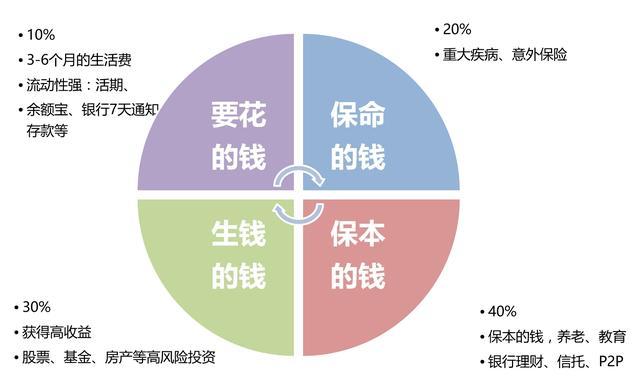 • 10%
• 3-6个月的生活费
• 流动性强：活期、
• 余额宝、银行7天通知
存款等
• 20%
• 重大疾病、意外保险
要花
的钱
保命
的钱
生钱
的钱
保本
的钱
• 30%
• 获得高收益
• 股票、基金、房产等高风险投资
• 40%
• 保本的钱，养老、教育
• 银行理财、信托、P2P